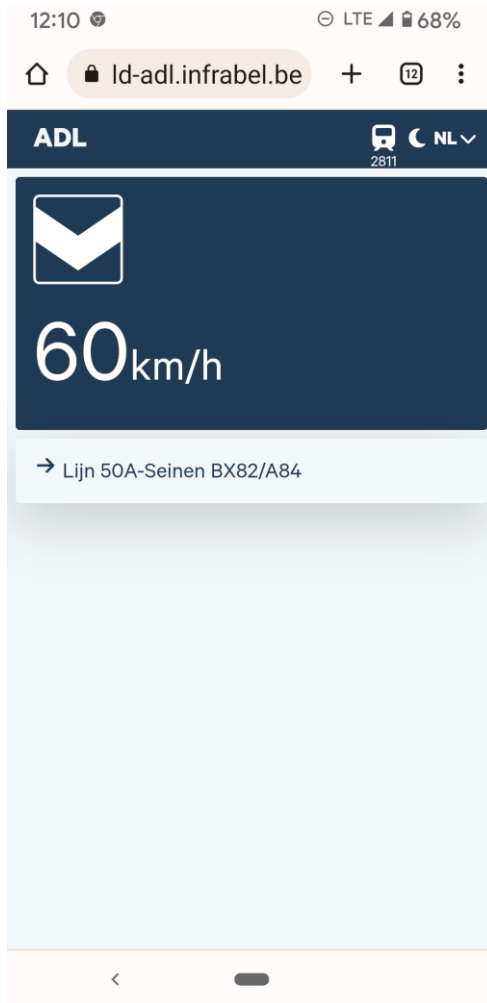 12:10
LTE 68%
ld-adl.infrabel.be
12
ADL
NL
2811
60km/h
→ Lijn 50A-Seinen BX82/A84